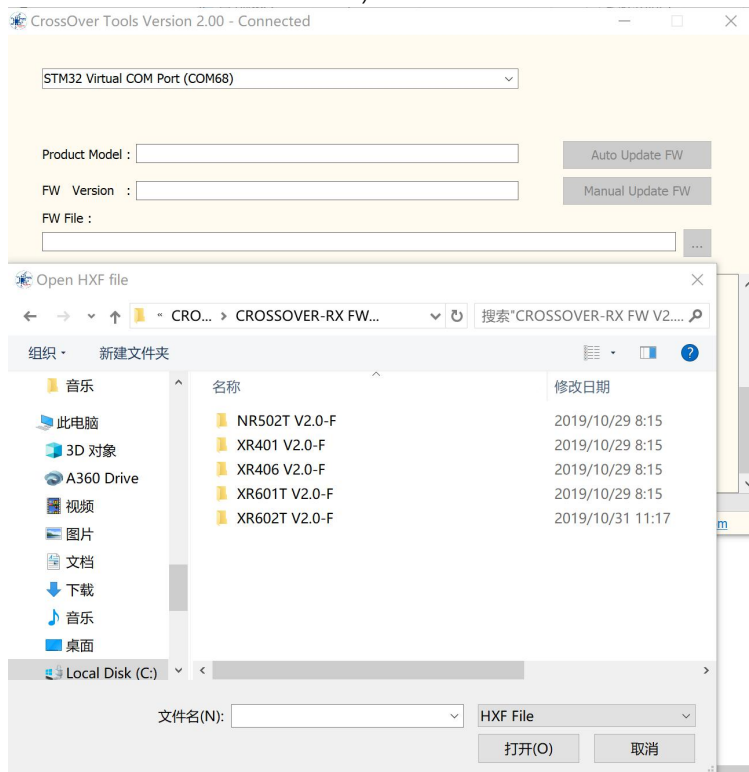 CrossOver Tools Version 2.00 - Connected
STM32 Virtual COM Port (COM68)
Product Model :
Auto Update FW
FW Version :
Manual Update FW
FW File :
...
Open HXF file
« CRO... › CROSSOVER-RX FW...
搜索"CROSSOVER-RX FW V2....
组织
新建文件夹
音乐
名称
修改日期
此电脑
NR502T V2.0-F 2019/10/29 8:15
3D 对象
XR401 V2.0-F 2019/10/29 8:15
A360 Drive
XR406 V2.0-F 2019/10/29 8:15
视频
XR601T V2.0-F 2019/10/29 8:15
图片
XR602T V2.0-F 2019/10/31 11:17
m
文档
下载
音乐
桌面
Local Disk (C:)
文件名(N):
HXF File
打开(O)
取消